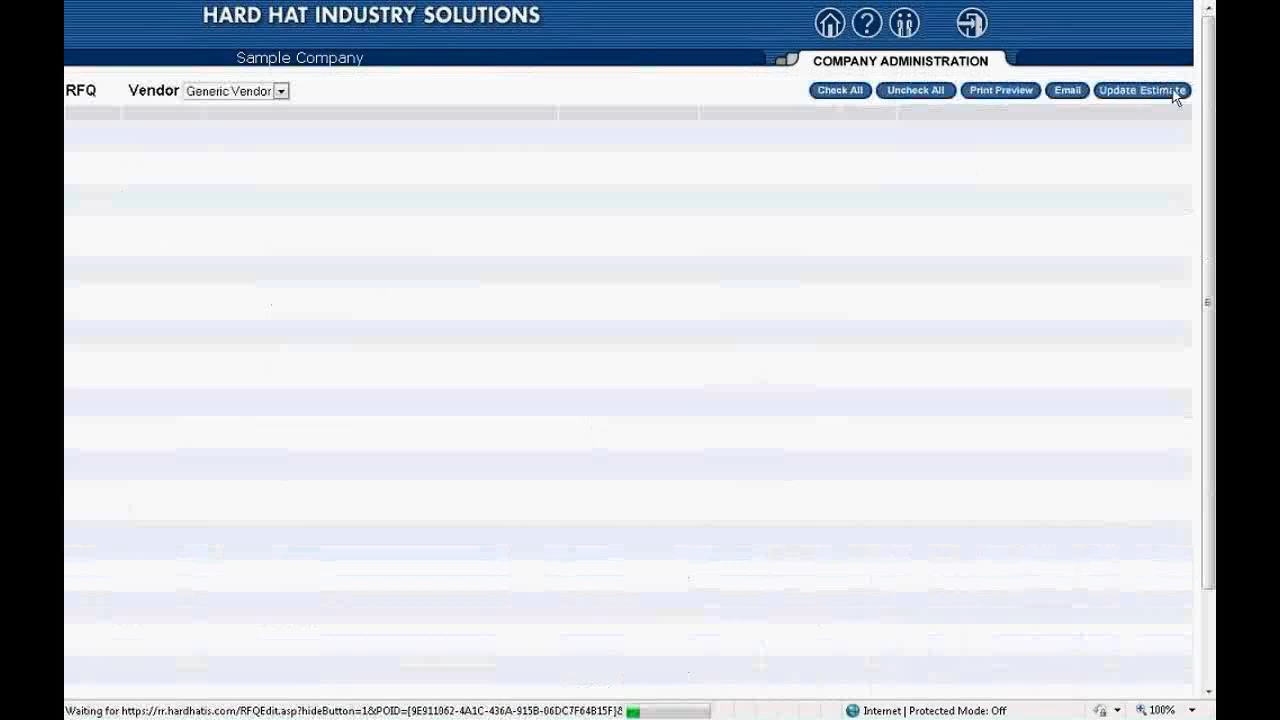 HARD HAT INDUSTRY SOLUTIONS
Sample Company
COMPANY ADMINISTRATION
RFQ Vendor Generic Vendor Check All Uncheck All Print Preview Email Update Estimate
Waiting for https://rr.hardhatis.com/RFQEdit.asp?hideButton=1&POID={9E911062-4A1C-436A-915B-06DC7F64B15F}& Internet | Protected Mode: Off 100%